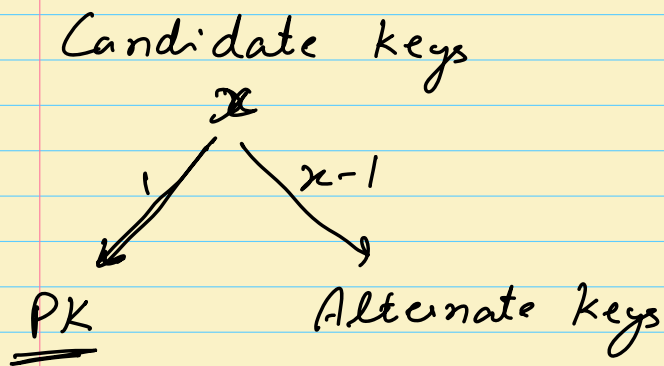 Candidate keys
x
1 x-1
PK Alternate keys